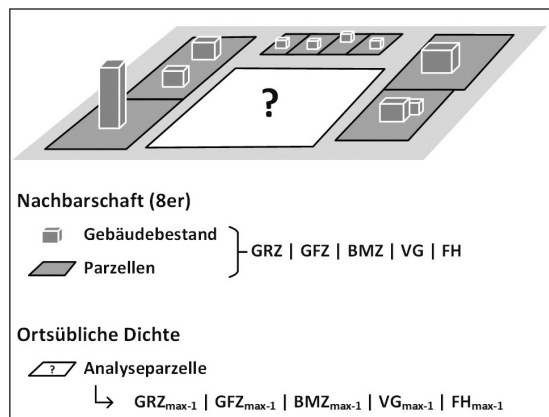 ?
Nachbarschaft (8er)
Gebäudebestand
Parzellen
GRZ | GFZ | BMZ | VG | FH
Ortsübliche Dichte
? Analyseparzelle
GRZmax-1 | GFZmax-1 | BMZmax-1 | VGmax-1 | FHmax-1